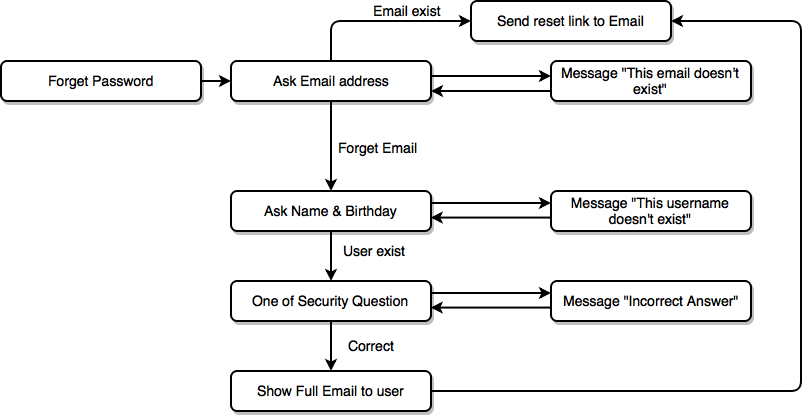 Email exist
Send reset link to Email
Forget Password
Ask Email address
Message "This email doesn't
exist"
Forget Email
Ask Name & Birthday
Message "This username
doesn't exist"
User exist
One of Security Question
Message "Incorrect Answer"
Correct
Show Full Email to user